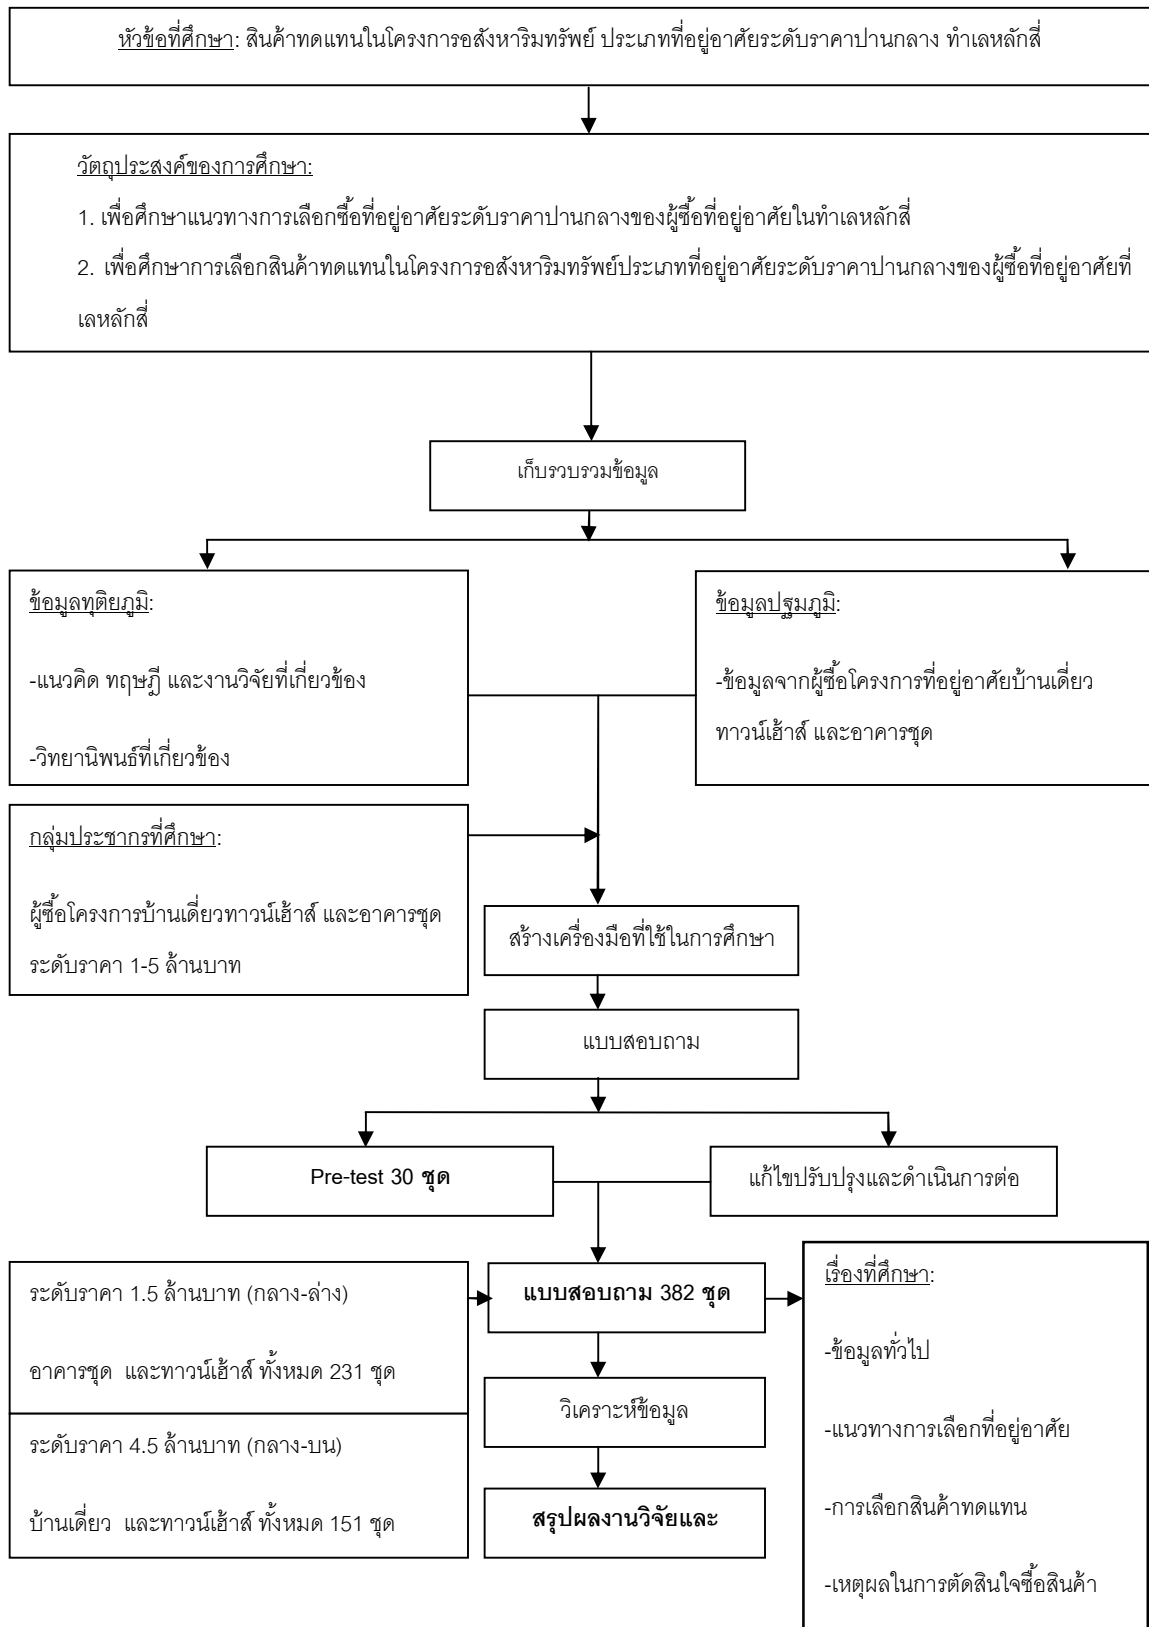 หัวข้อที่ศึกษา: สินค้าทดแทนในโครงการอสังหาริมทรัพย์ ประเภทที่อยู่อาศัยระดับราคาปานกลาง ทำเลหลักสี่
วัตถุประสงค์ของการศึกษา:
1. เพื่อศึกษาแนวทางการเลือกซื้อที่อยู่อาศัยระดับราคาปานกลางของผู้ซื้อที่อยู่อาศัยในทำเลหลักสี่
2. เพื่อศึกษาการเลือกสินค้าทดแทนในโครงการอสังหาริมทรัพย์ประเภทที่อยู่อาศัยระดับราคาปานกลางของผู้ซื้อที่อยู่อาศัยที่
เลหลักสี่
เก็บรวบรวมข้อมูล
ข้อมูลทุติยภูมิ:
-แนวคิด ทฤษฎี และงานวิจัยที่เกี่ยวข้อง
-วิทยานิพนธ์ที่เกี่ยวข้อง
ข้อมูลปฐมภูมิ:
-ข้อมูลจากผู้ซื้อโครงการที่อยู่อาศัยบ้านเดี่ยว
ทาวน์เฮ้าส์ และอาคารชุด
กลุ่มประชากรที่ศึกษา:
ผู้ซื้อโครงการบ้านเดี่ยวทาวน์เฮ้าส์ และอาคารชุด
ระดับราคา 1-5 ล้านบาท
สร้างเครื่องมือที่ใช้ในการศึกษา
แบบสอบถาม
Pre-test 30 ชุด
แก้ไขปรับปรุงและดำเนินการต่อ
ระดับราคา 1.5 ล้านบาท (กลาง-ล่าง)
อาคารชุด และทาวน์เฮ้าส์ ทั้งหมด 231 ชุด
ระดับราคา 4.5 ล้านบาท (กลาง-บน)
บ้านเดี่ยว และทาวน์เฮ้าส์ ทั้งหมด 151 ชุด
แบบสอบถาม 382 ชุด
วิเคราะห์ข้อมูล
สรุปผลงานวิจัยและ
เรื่องที่ศึกษา:
-ข้อมูลทั่วไป
-แนวทางการเลือกที่อยู่อาศัย
-การเลือกสินค้าทดแทน
-เหตุผลในการตัดสินใจซื้อสินค้า